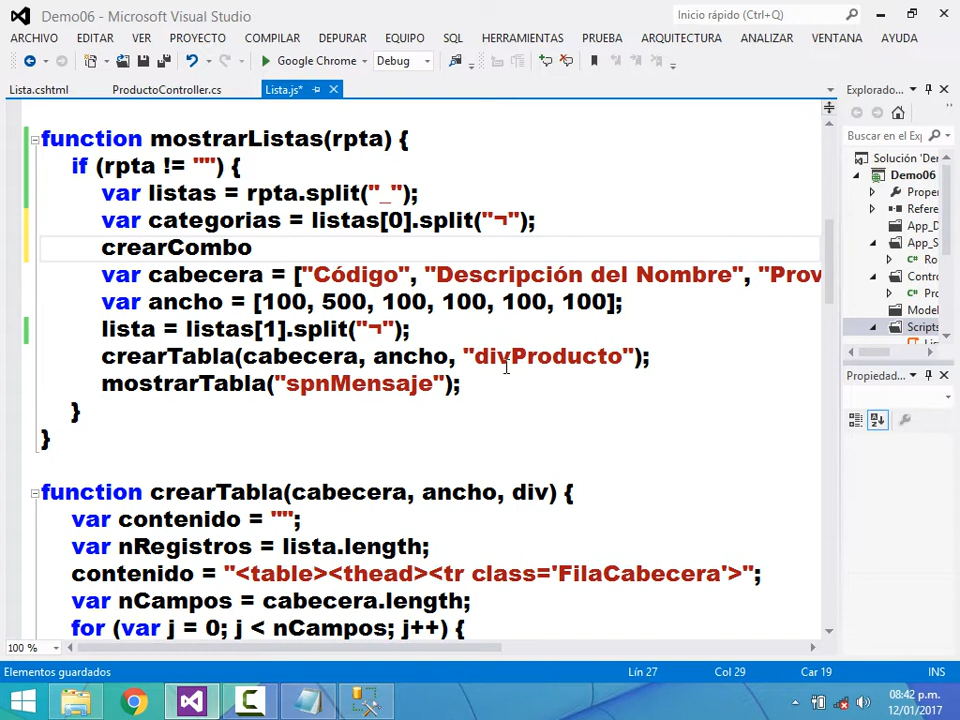 Demo06 - Microsoft Visual Studio
Inicio rápido (Ctrl+Q)
ARCHIVO EDITAR VER PROYECTO COMPILAR DEPURAR EQUIPO SQL HERRAMIENTAS PRUEBA ARQUITECTURA ANALIZAR VENTANA AYUDA
Google Chrome Debug
Lista.cshtml ProductoController.cs Lista.js*
Explorado...
Buscar en el Exp
Solución 'De
Demo06
Proper
Refere
App_D
App_S
Ro
Contro
Pro
Model
Scripts
Propiedad...
function mostrarListas(rpta) {
if (rpta != "") {
var listas = rpta.split("_");
var categorias = listas[0].split("¬");
crearCombo
var cabecera = ["Código", "Descripción del Nombre", "Prov
var ancho = [100, 500, 100, 100, 100, 100];
lista = listas[1].split("¬");
crearTabla(cabecera, ancho, "divProducto");
mostrarTabla("spnMensaje");
}
}
function crearTabla(cabecera, ancho, div) {
var contenido = "";
var nRegistros = lista.length;
contenido = "<table><thead><tr class='FilaCabecera'>";
var nCampos = cabecera.length;
for (var j = 0; j < nCampos; j++) {
100 %
Elementos guardados Lín 27 Col 29 Car 19 INS
08:42 p.m.
12/01/2017